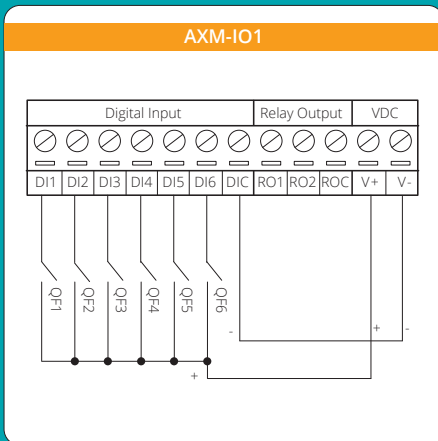 AXM-IO1
Digital Input Relay Output VDC
DI1 DI2 DI3 DI4 DI5 DI6 DIC RO1 RO2 ROC V+ V-
QF1 QF2 QF3 QF4 QF5 QF6
- + -
+